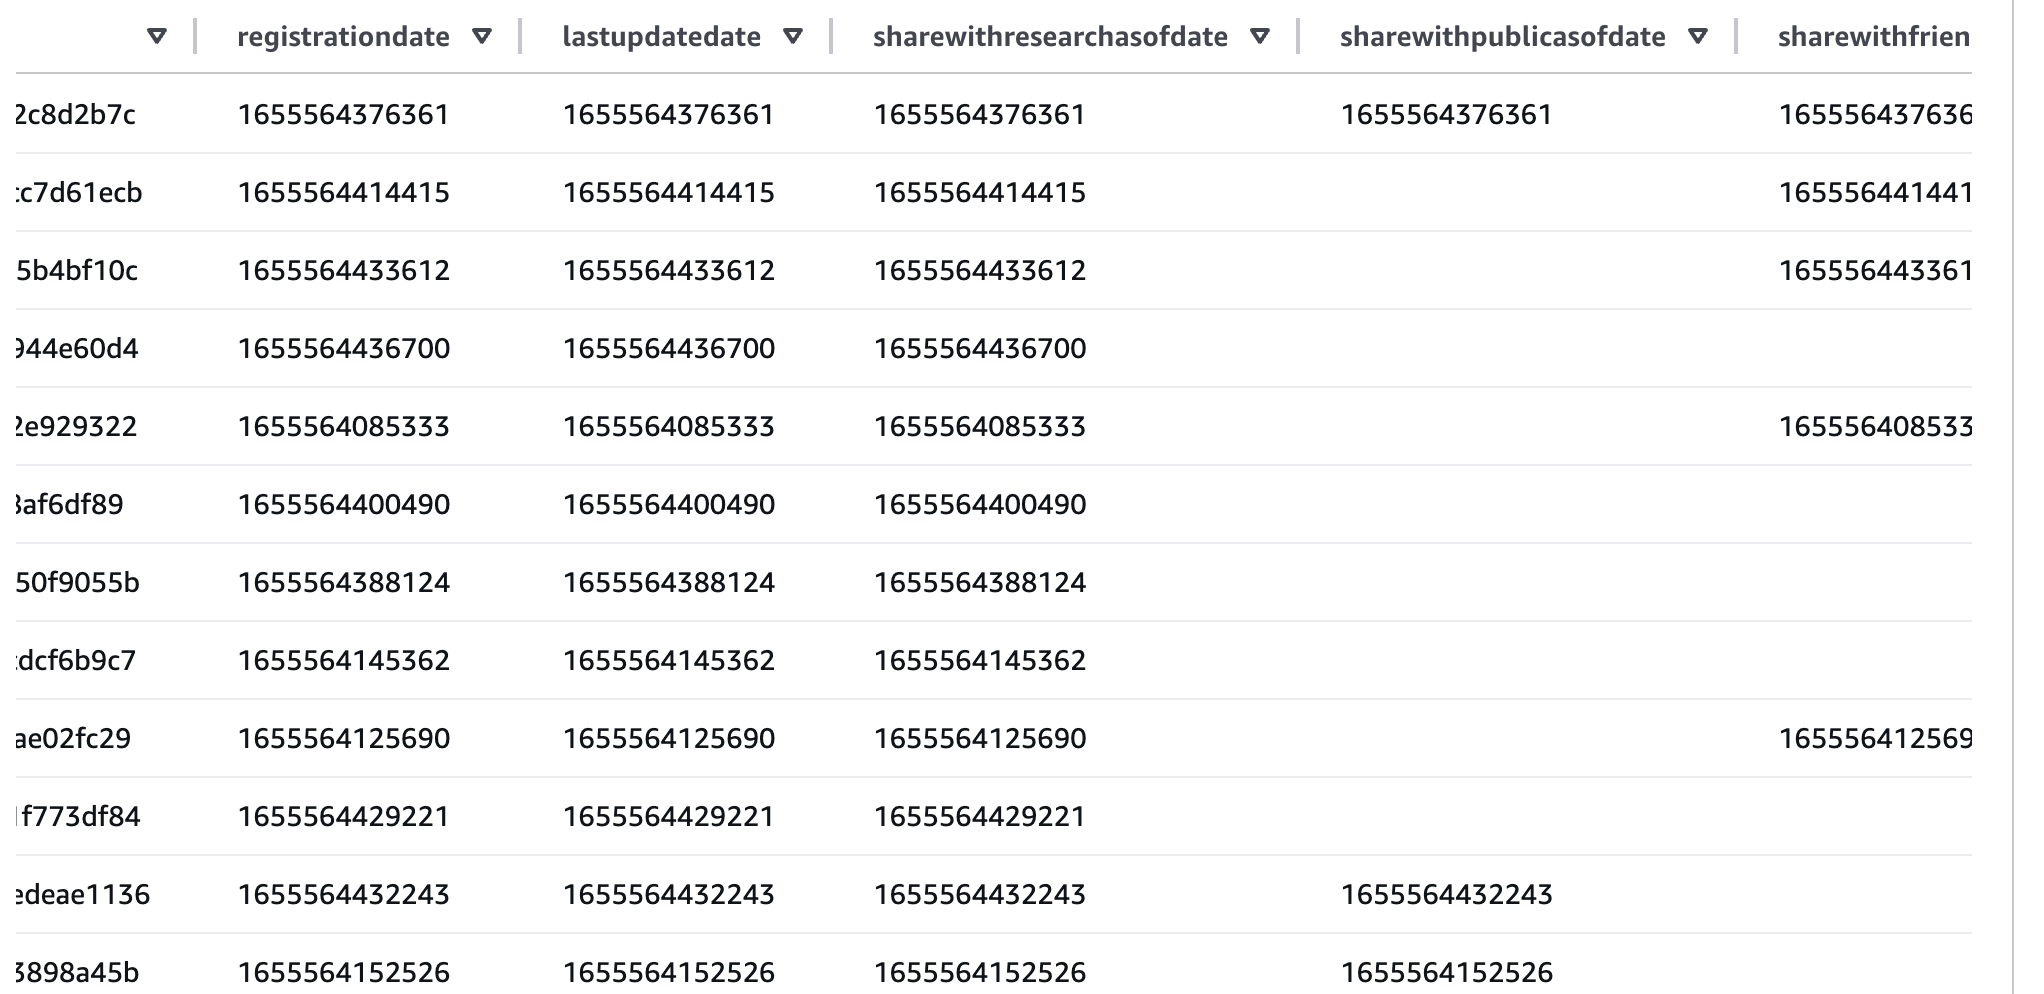 registrationdate lastupdatedate sharewithresearchasofdate sharewithpublicasofdate sharewithfrien
2c8d2b7c 1655564376361 1655564376361 1655564376361 1655564376361 165556437636
cc7d61ecb 1655564414415 1655564414415 1655564414415 165556441441
5b4bf10c 1655564433612 1655564433612 1655564433612 165556443361
944e60d4 1655564436700 1655564436700 1655564436700
2e929322 1655564085333 1655564085333 1655564085333 165556408533
3af6df89 1655564400490 1655564400490 1655564400490
50f9055b 1655564388124 1655564388124 1655564388124
dcf6b9c7 1655564145362 1655564145362 1655564145362
ae02fc29 1655564125690 1655564125690 1655564125690 165556412569
f773df84 1655564429221 1655564429221 1655564429221
edeae1136 1655564432243 1655564432243 1655564432243 1655564432243
3898a45b 1655564152526 1655564152526 1655564152526 1655564152526